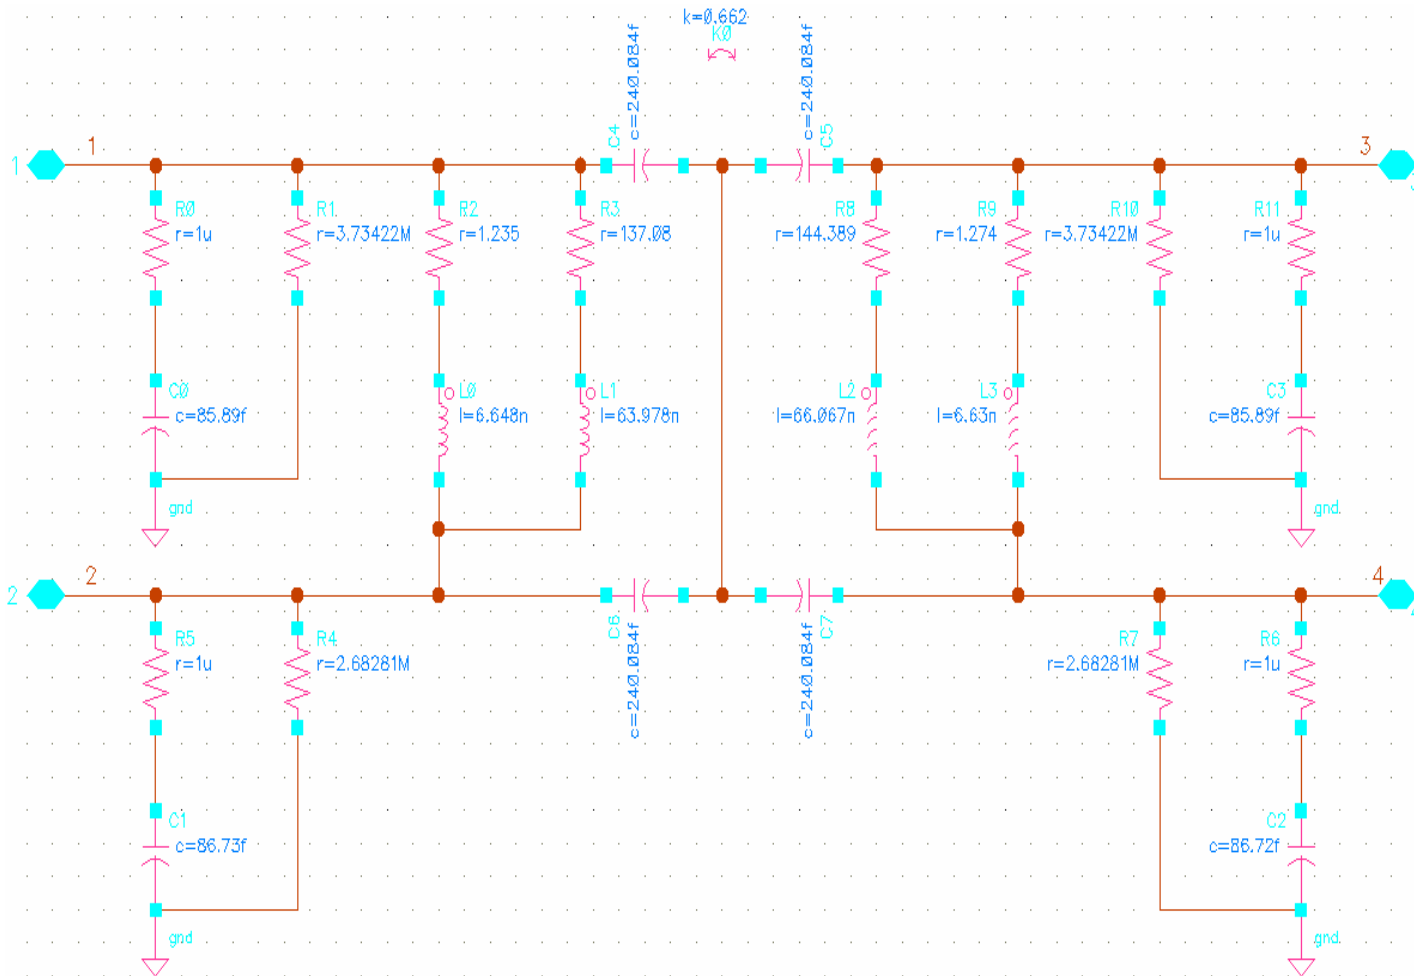 k=0.662
K0
c=240.084f
c=240.084f
C4
C5
1
1
3
R0
r=1u
R1
r=3.73422M
R2
r=1.235
R3
r=137.08
R8
r=144.389
R9
r=1.274
R10
r=3.73422M
R11
r=1u
C0
c=85.89f
L0
l=6.648n
L1
l=63.978n
L2
l=66.067n
L3
l=6.63n
C3
c=85.89f
gnd
gnd
2
2
4
C6
C7
c=240.084f
c=240.084f
R5
r=1u
R4
r=2.68281M
R7
r=2.68281M
R6
r=1u
C1
c=86.73f
C2
c=86.72f
gnd
gnd